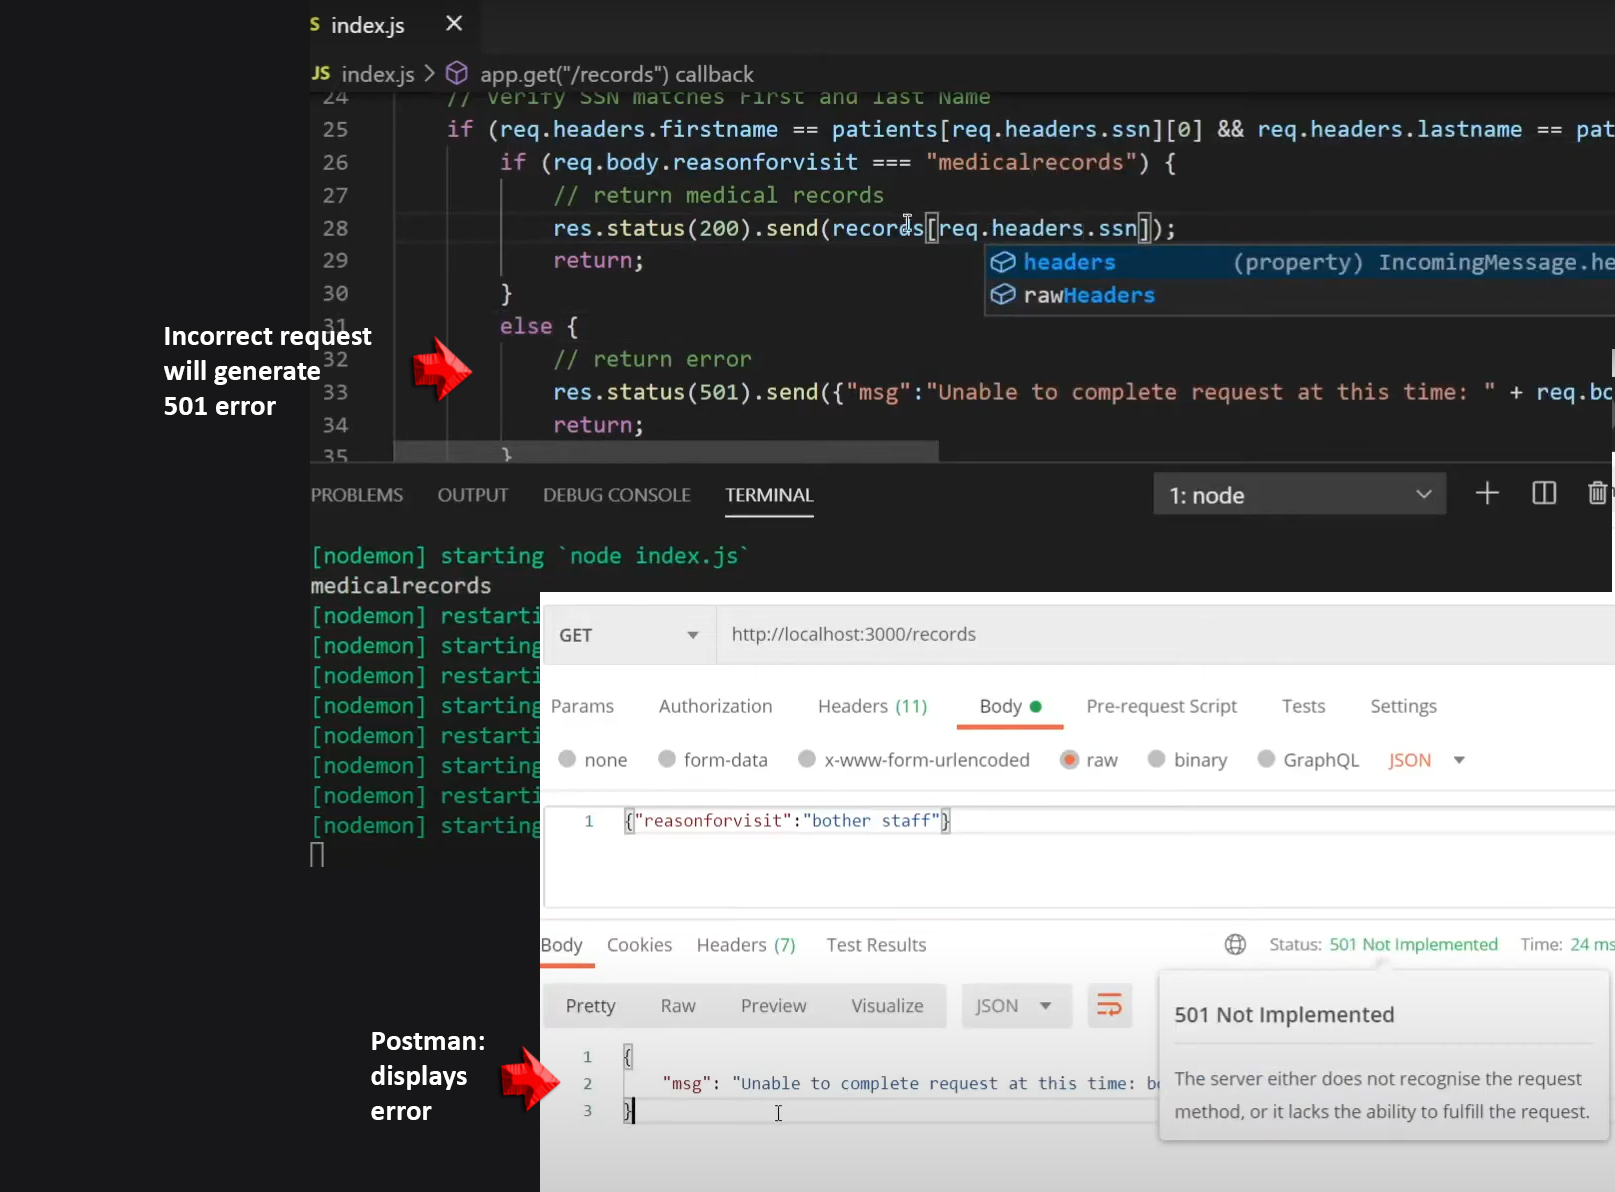 JS index.js
JS index.js > app.get("/records") callback
24 // Verify SSN matches First and last Name
25 if (req.headers.firstname == patients[req.headers.ssn][0] && req.headers.lastname == pat
26 if (req.body.reasonforvisit === "medicalrecords") {
27 // return medical records
28 res.status(200).send(records[req.headers.ssn]);
headers (property) IncomingMessage.he
rawHeaders
29 return;
30 }
31 else {
32 // return error
33 res.status(501).send({"msg":"Unable to complete request at this time: " + req.bo
34 return;
35 }
Incorrect request
will generate
501 error
PROBLEMS OUTPUT DEBUG CONSOLE TERMINAL 1: node
[nodemon] starting `node index.js`
medicalrecords
[nodemon] restarti
[nodemon] starting
[nodemon] restarti
[nodemon] starting
[nodemon] restarti
[nodemon] starting
[nodemon] restarti
[nodemon] starting
GET http://localhost:3000/records
Params Authorization Headers (11) Body Pre-request Script Tests Settings
none form-data x-www-form-urlencoded raw binary GraphQL JSON
1 {"reasonforvisit":"bother staff"}
Body Cookies Headers (7) Test Results Status: 501 Not Implemented Time: 24 ms
Pretty Raw Preview Visualize JSON
501 Not Implemented
The server either does not recognise the request
method, or it lacks the ability to fulfill the request.
1 {
2 "msg": "Unable to complete request at this time: bo
3 }
Postman:
displays
error